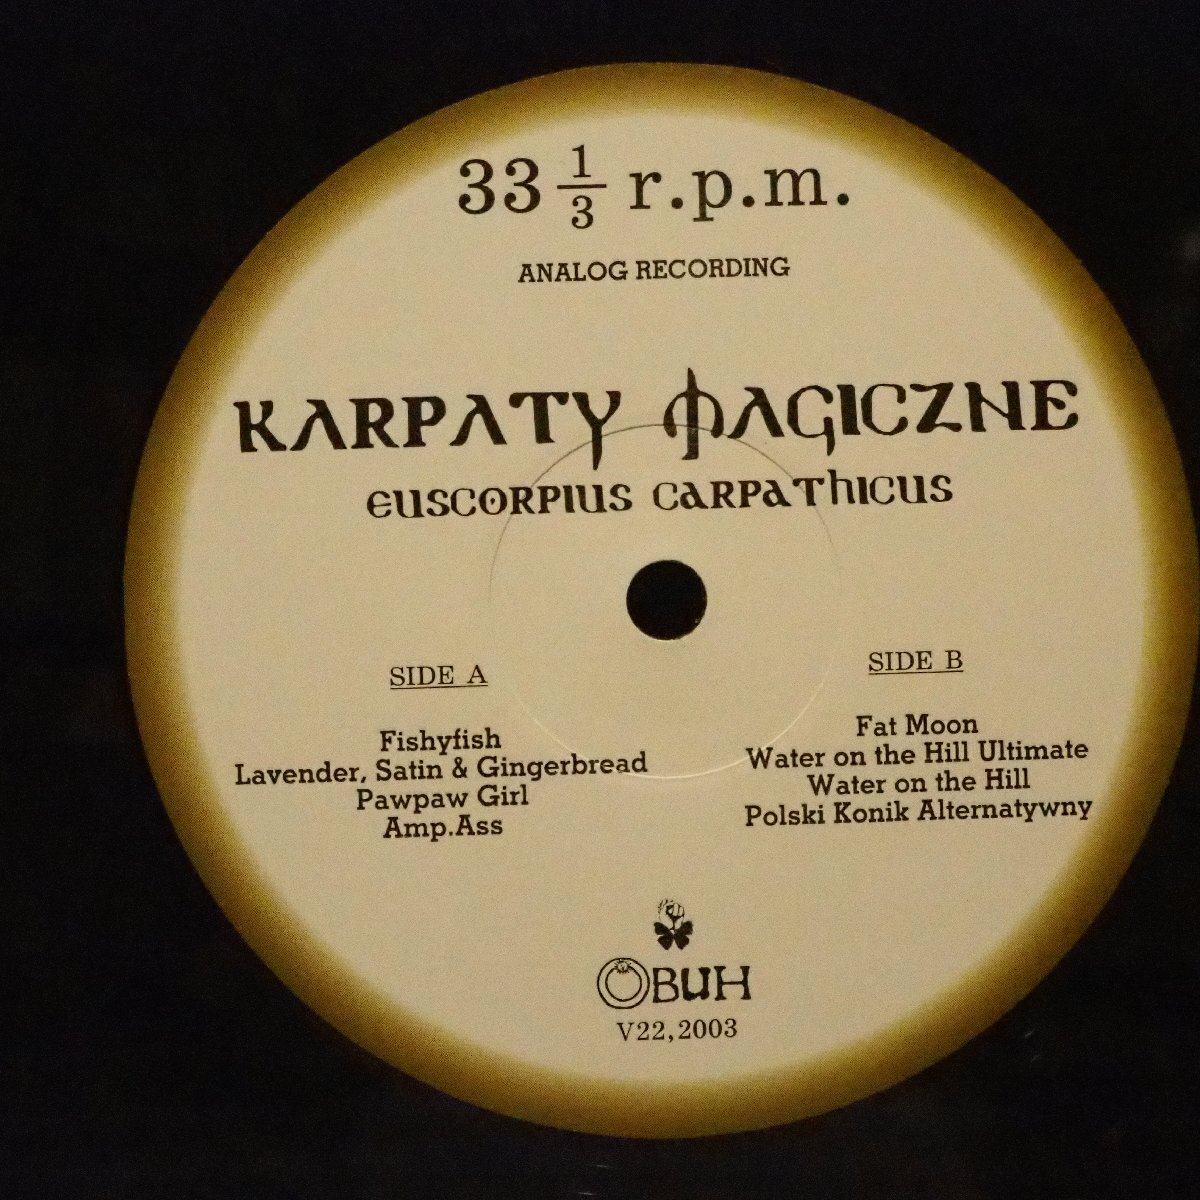 33 1/3 r.p.m.
ANALOG RECORDING
KARPATY MAGICZNE
EUSCORPIUS CARPATHICUS
SIDE A
Fishyfish
Lavender, Satin & Gingerbread
Pawpaw Girl
Amp.Ass
SIDE B
Fat Moon
Water on the Hill Ultimate
Water on the Hill
Polski Konik Alternatywny
OBUH
V22,2003